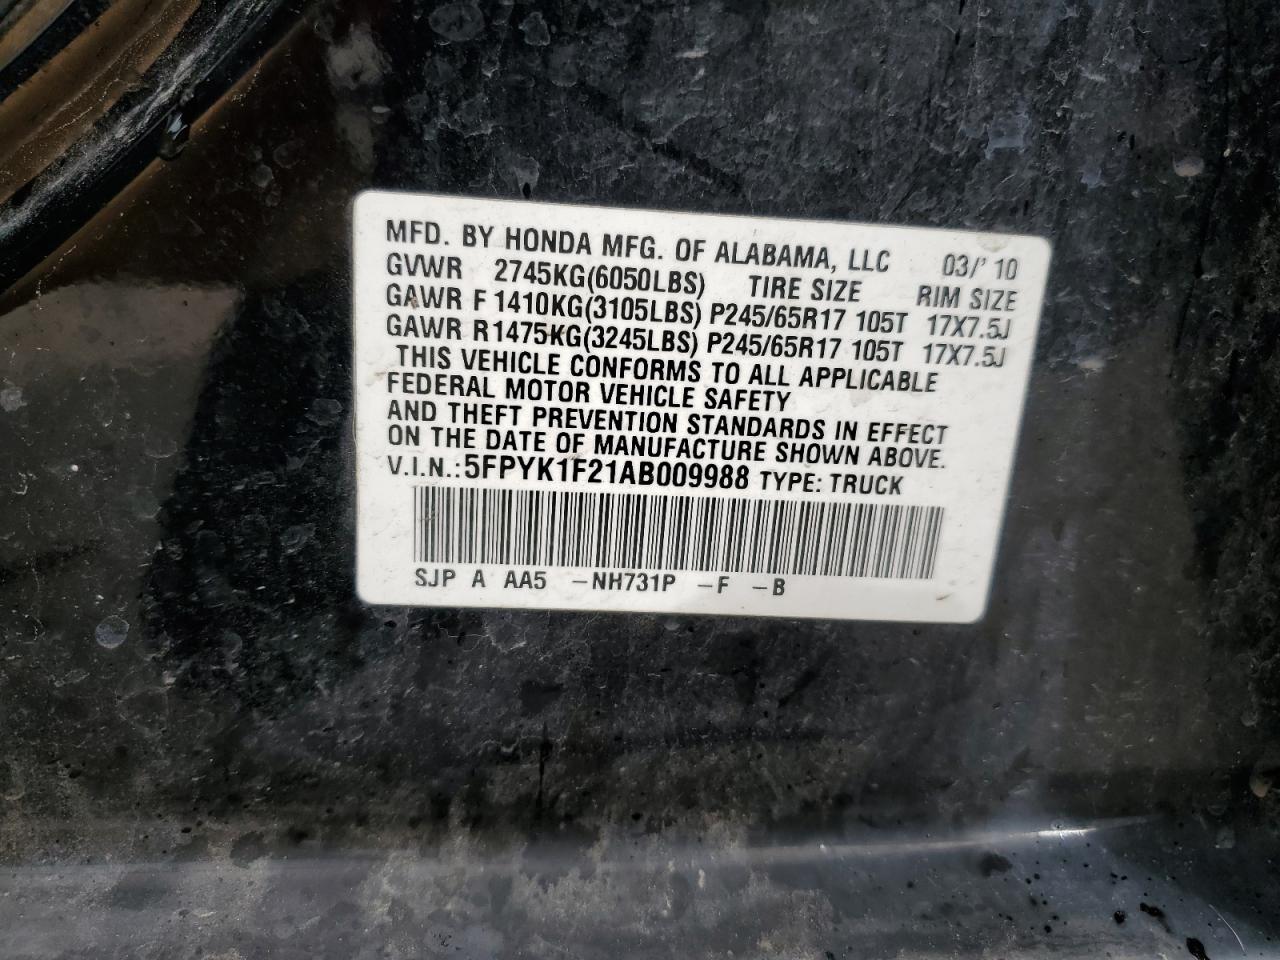 MFD. BY HONDA MFG. OF ALABAMA, LLC 03/'10
GVWR 2745KG(6050LBS) TIRE SIZE RIM SIZE
GAWR F 1410KG(3105LBS) P245/65R17 105T 17X7.5J
GAWR R1475KG(3245LBS) P245/65R17 105T 17X7.5J
THIS VEHICLE CONFORMS TO ALL APPLICABLE
FEDERAL MOTOR VEHICLE SAFETY
AND THEFT PREVENTION STANDARDS IN EFFECT
ON THE DATE OF MANUFACTURE SHOWN ABOVE.
V.I.N.:5FPYK1F21AB009988 TYPE: TRUCK
SJP A AA5 -NH731P -F -B